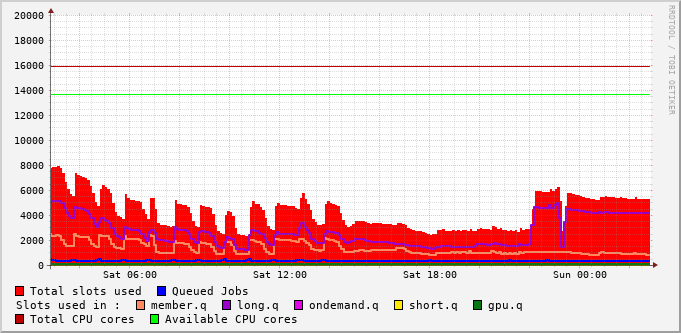 20000
18000
16000
14000
12000
10000
8000
6000
4000
2000
0
Sat 06:00 Sat 12:00 Sat 18:00 Sun 00:00
RRDTOOL / TOBI OETIKER
Total slots used Queued Jobs
Slots used in : member.q long.q ondemand.q short.q gpu.q
Total CPU cores Available CPU cores